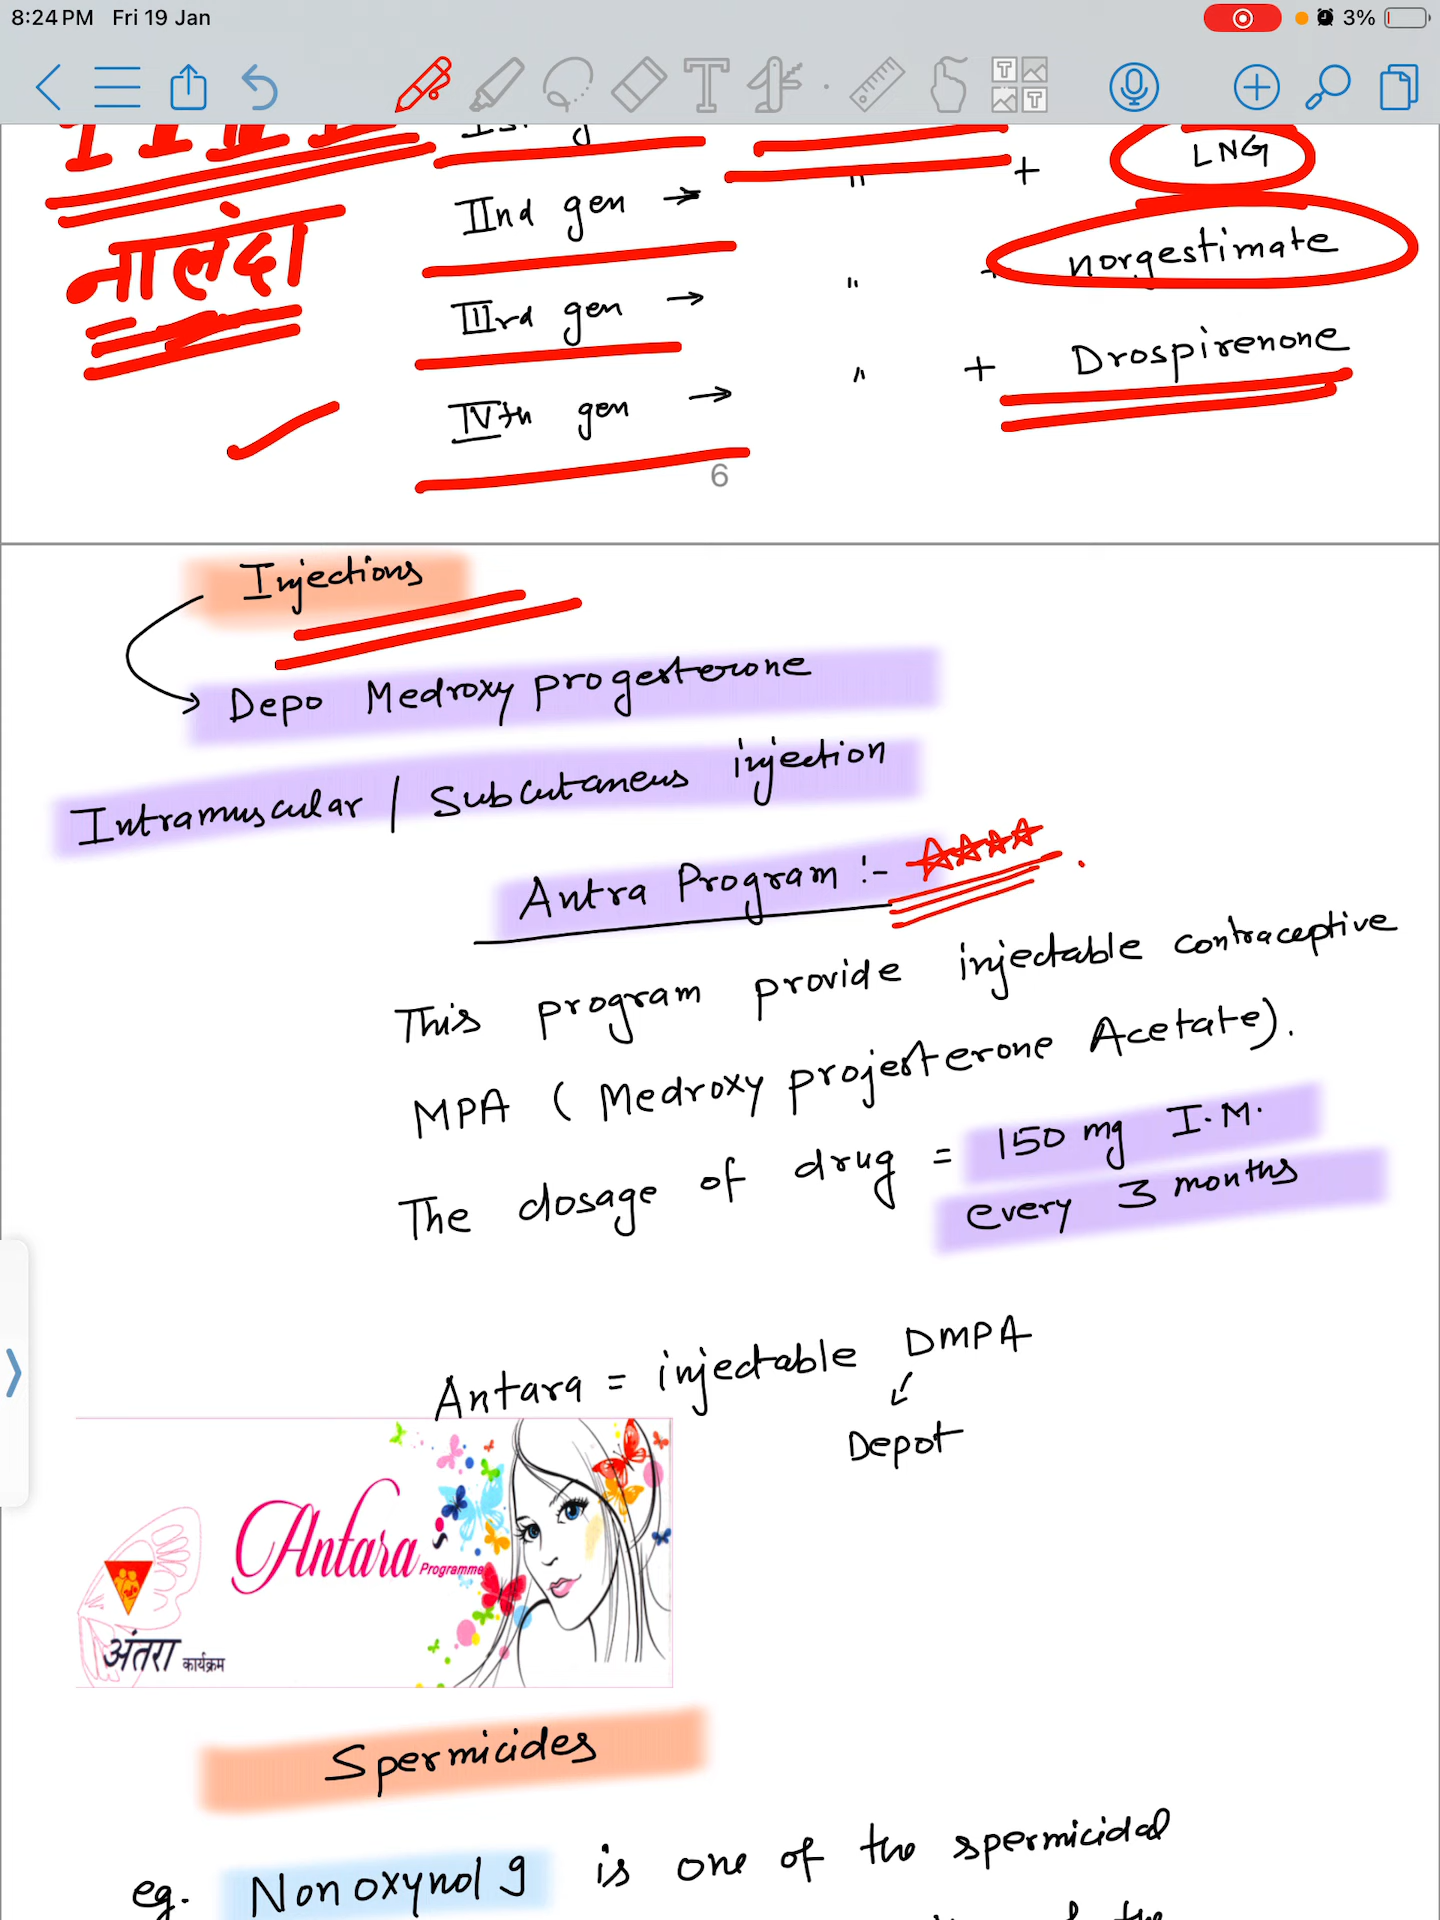 8:24 PM Fri 19 Jan 3%
LNG
IInd gen → " + norgestimate
नालंदा
IIIrd gen → "
IVth gen → " + Drospirenone
6
Injections
Depo Medroxy progesterone
Intramuscular / Subcutaneus injection
Antra Program :-
This program provide injectable contraceptive
MPA ( Medroxy projesterone Acetate).
The dosage of drug = 150 mg I.M.
every 3 months
Antara = injectable DMPA
Depot
Antara Programme
अंतरा कार्यक्रम
Spermicides
eg. Nonoxynol 9 is one of the spermicidal